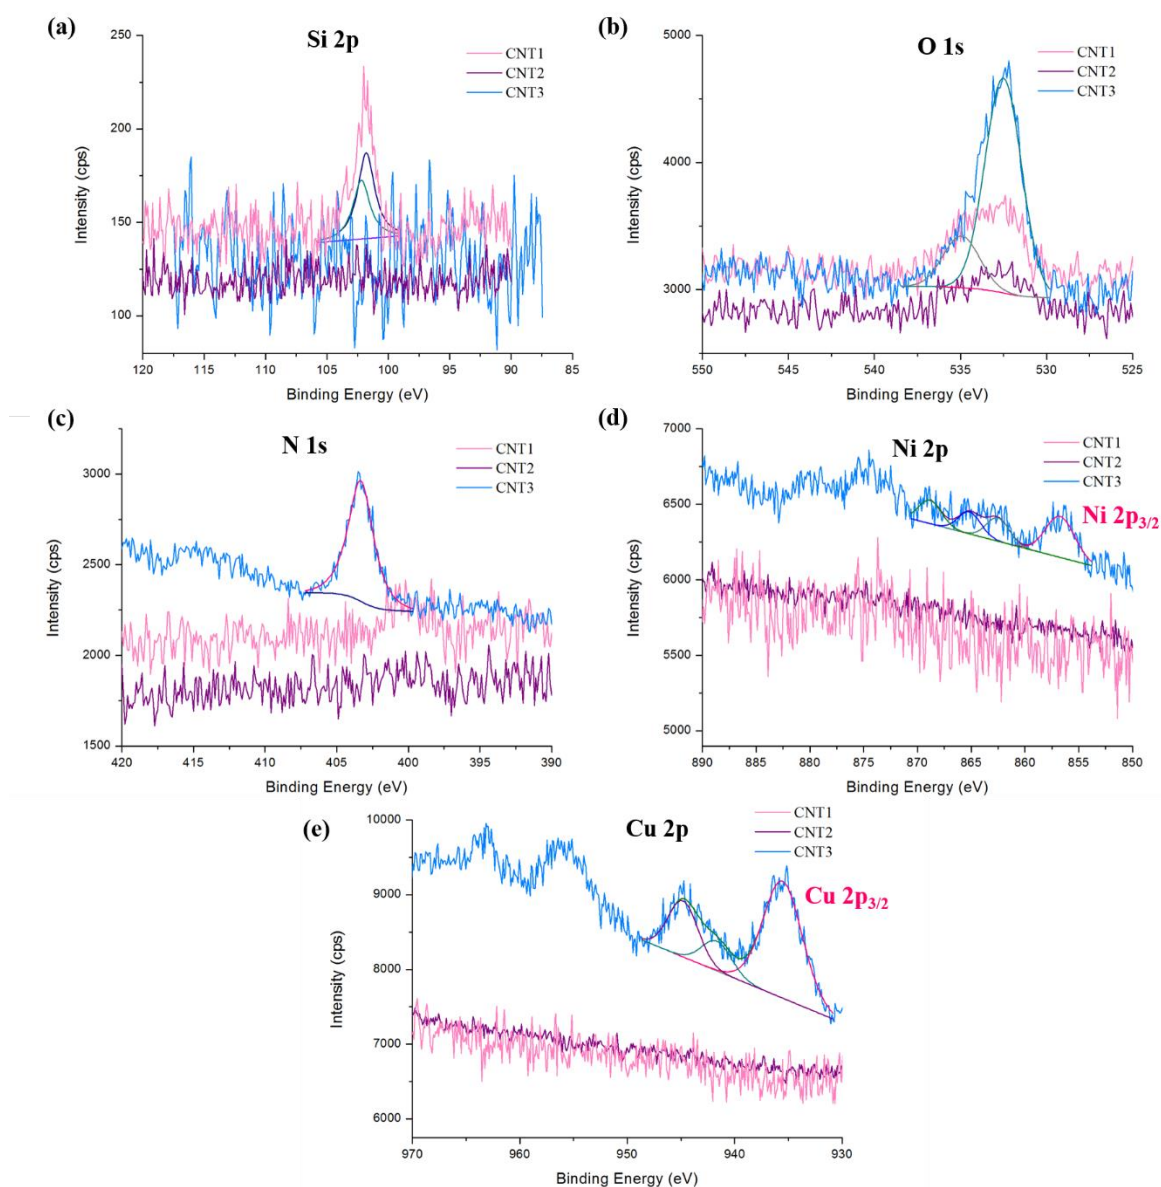 (a)
Si 2p
CNT1
CNT2
CNT3
250
200
150
100
120 115 110 105 100 95 90 85
Intensity (cps)
Binding Energy (eV)
(b)
O 1s
CNT1
CNT2
CNT3
5000
4000
3000
550 545 540 535 530 525
Intensity (cps)
Binding Energy (eV)
(c)
N 1s
CNT1
CNT2
CNT3
3000
2500
2000
1500
420 415 410 405 400 395 390
Intensity (cps)
Binding Energy (eV)
(d)
Ni 2p
CNT1
CNT2
CNT3
Ni 2p3/2
7000
6500
6000
5500
5000
890 885 880 875 870 865 860 855 850
Intensity (cps)
Binding Energy (eV)
(e)
Cu 2p
CNT1
CNT2
CNT3
Cu 2p3/2
10000
9000
8000
7000
6000
970 960 950 940 930
Intensity (cps)
Binding Energy (eV)